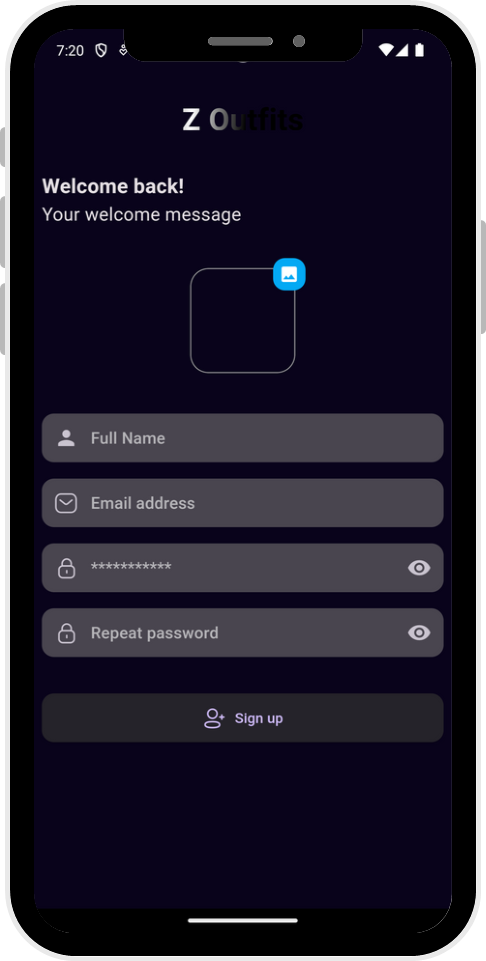 7:20
Z Outfits
Welcome back!
Your welcome message
Full Name
Email address
***********
Repeat password
Sign up